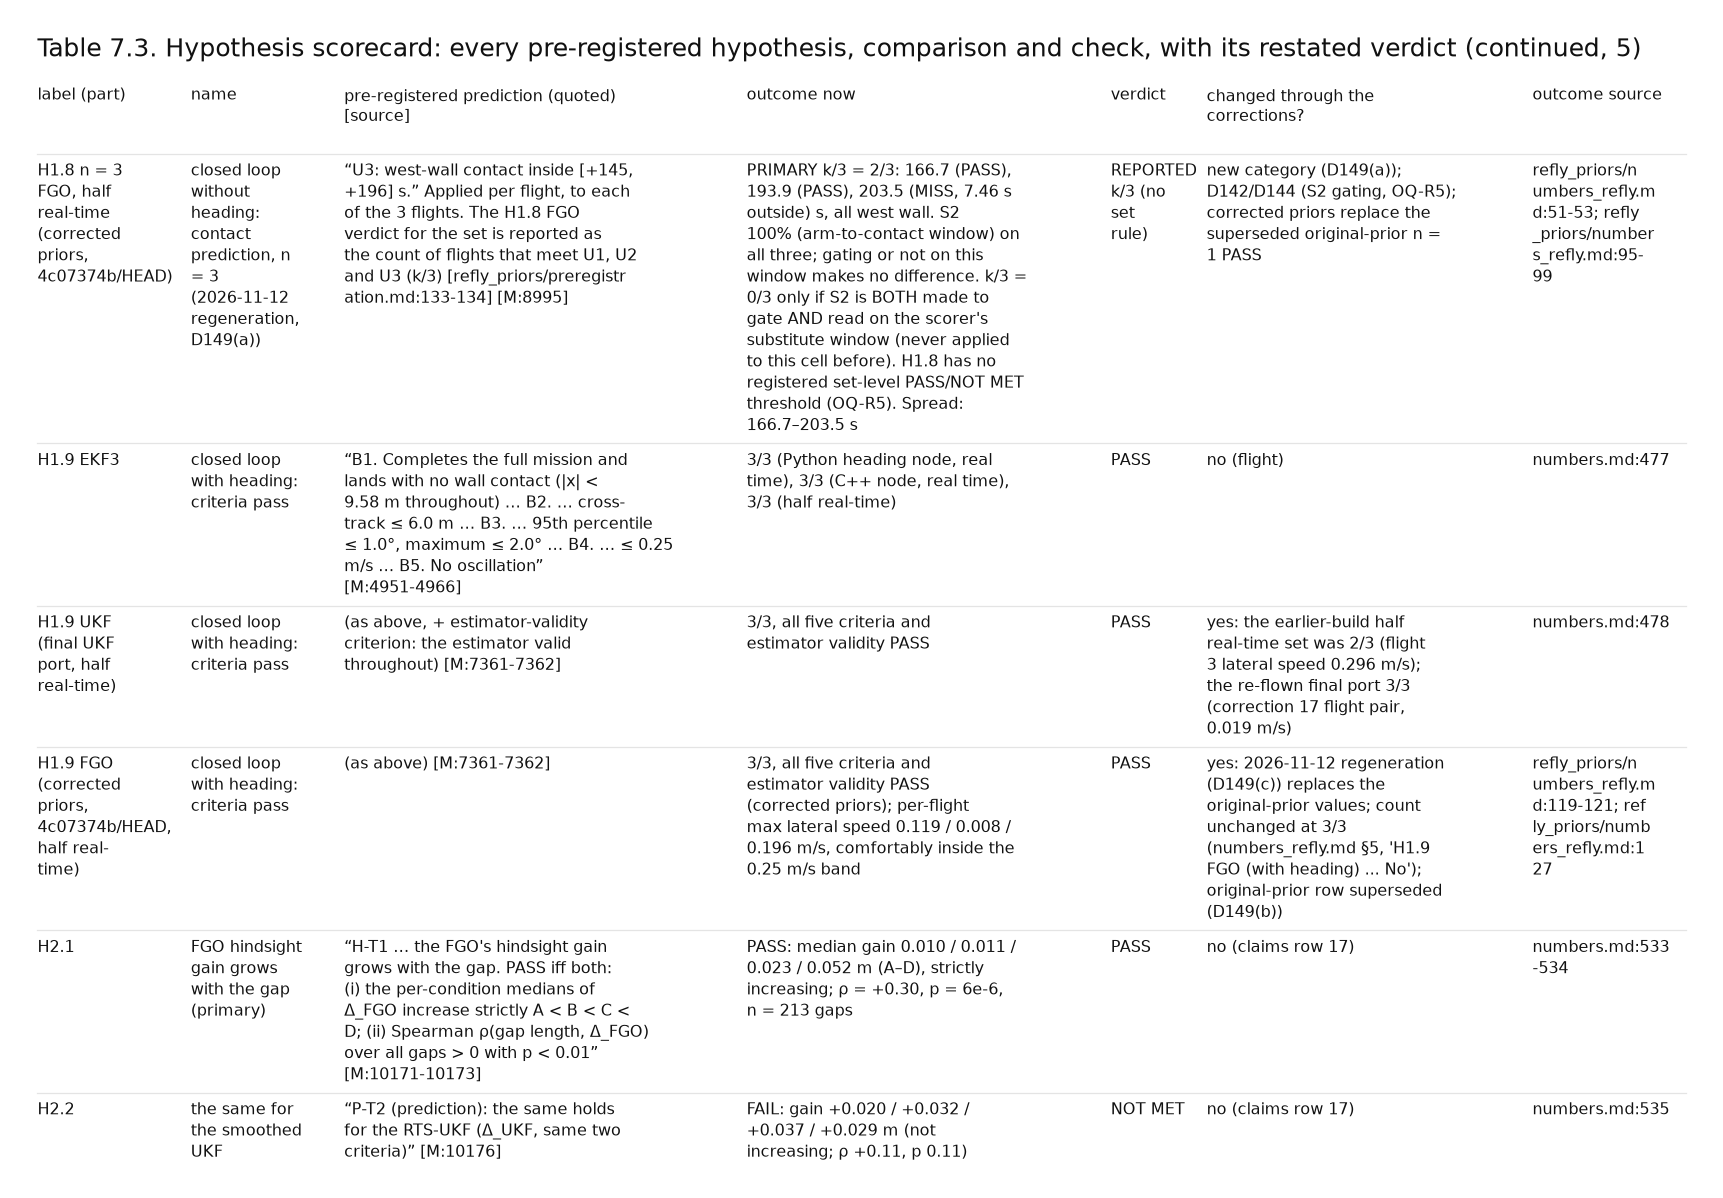 Table 7.3. Hypothesis scorecard: every pre-registered hypothesis, comparison and check, with its restated verdict (continued, 5)
label (part)
name
pre-registered prediction (quoted)
[source]
outcome now
verdict
changed through the
corrections?
outcome source
H1.8 n = 3
FGO, half
real-time
(corrected
priors,
4c07374b/HEAD)
closed loop
without
heading:
contact
prediction, n
= 3
(2026-11-12
regeneration,
D149(a))
“U3: west-wall contact inside [+145,
+196] s.” Applied per flight, to each
of the 3 flights. The H1.8 FGO
verdict for the set is reported as
the count of flights that meet U1, U2
and U3 (k/3) [refly_priors/preregistr
ation.md:133-134] [M:8995]
PRIMARY k/3 = 2/3: 166.7 (PASS),
193.9 (PASS), 203.5 (MISS, 7.46 s
outside) s, all west wall. S2
100% (arm-to-contact window) on
all three; gating or not on this
window makes no difference. k/3 =
0/3 only if S2 is BOTH made to
gate AND read on the scorer's
substitute window (never applied
to this cell before). H1.8 has no
registered set-level PASS/NOT MET
threshold (OQ-R5). Spread:
166.7–203.5 s
REPORTED
k/3 (no
set
rule)
new category (D149(a));
D142/D144 (S2 gating, OQ-R5);
corrected priors replace the
superseded original-prior n =
1 PASS
refly_priors/n
umbers_refly.m
d:51-53; refly
_priors/number
s_refly.md:95-
99
H1.9 EKF3
closed loop
with heading:
criteria pass
“B1. Completes the full mission and
lands with no wall contact (|x| <
9.58 m throughout) … B2. … cross-
track ≤ 6.0 m … B3. … 95th percentile
≤ 1.0°, maximum ≤ 2.0° … B4. … ≤ 0.25
m/s … B5. No oscillation”
[M:4951-4966]
3/3 (Python heading node, real
time), 3/3 (C++ node, real time),
3/3 (half real-time)
PASS
no (flight)
numbers.md:477
H1.9 UKF
(final UKF
port, half
real-time)
closed loop
with heading:
criteria pass
(as above, + estimator-validity
criterion: the estimator valid
throughout) [M:7361-7362]
3/3, all five criteria and
estimator validity PASS
PASS
yes: the earlier-build half
real-time set was 2/3 (flight
3 lateral speed 0.296 m/s);
the re-flown final port 3/3
(correction 17 flight pair,
0.019 m/s)
numbers.md:478
H1.9 FGO
(corrected
priors,
4c07374b/HEAD,
half real-
time)
closed loop
with heading:
criteria pass
(as above) [M:7361-7362]
3/3, all five criteria and
estimator validity PASS
(corrected priors); per-flight
max lateral speed 0.119 / 0.008 /
0.196 m/s, comfortably inside the
0.25 m/s band
PASS
yes: 2026-11-12 regeneration
(D149(c)) replaces the
original-prior values; count
unchanged at 3/3
(numbers_refly.md §5, 'H1.9
FGO (with heading) ... No');
original-prior row superseded
(D149(b))
refly_priors/n
umbers_refly.m
d:119-121; ref
ly_priors/numb
ers_refly.md:1
27
H2.1
FGO hindsight
gain grows
with the gap
(primary)
“H-T1 … the FGO's hindsight gain
grows with the gap. PASS iff both:
(i) the per-condition medians of
Δ_FGO increase strictly A < B < C <
D; (ii) Spearman ρ(gap length, Δ_FGO)
over all gaps > 0 with p < 0.01”
[M:10171-10173]
PASS: median gain 0.010 / 0.011 /
0.023 / 0.052 m (A–D), strictly
increasing; ρ = +0.30, p = 6e-6,
n = 213 gaps
PASS
no (claims row 17)
numbers.md:533
-534
H2.2
the same for
the smoothed
UKF
“P-T2 (prediction): the same holds
for the RTS-UKF (Δ_UKF, same two
criteria)” [M:10176]
FAIL: gain +0.020 / +0.032 /
+0.037 / +0.029 m (not
increasing; ρ +0.11, p 0.11)
NOT MET
no (claims row 17)
numbers.md:535